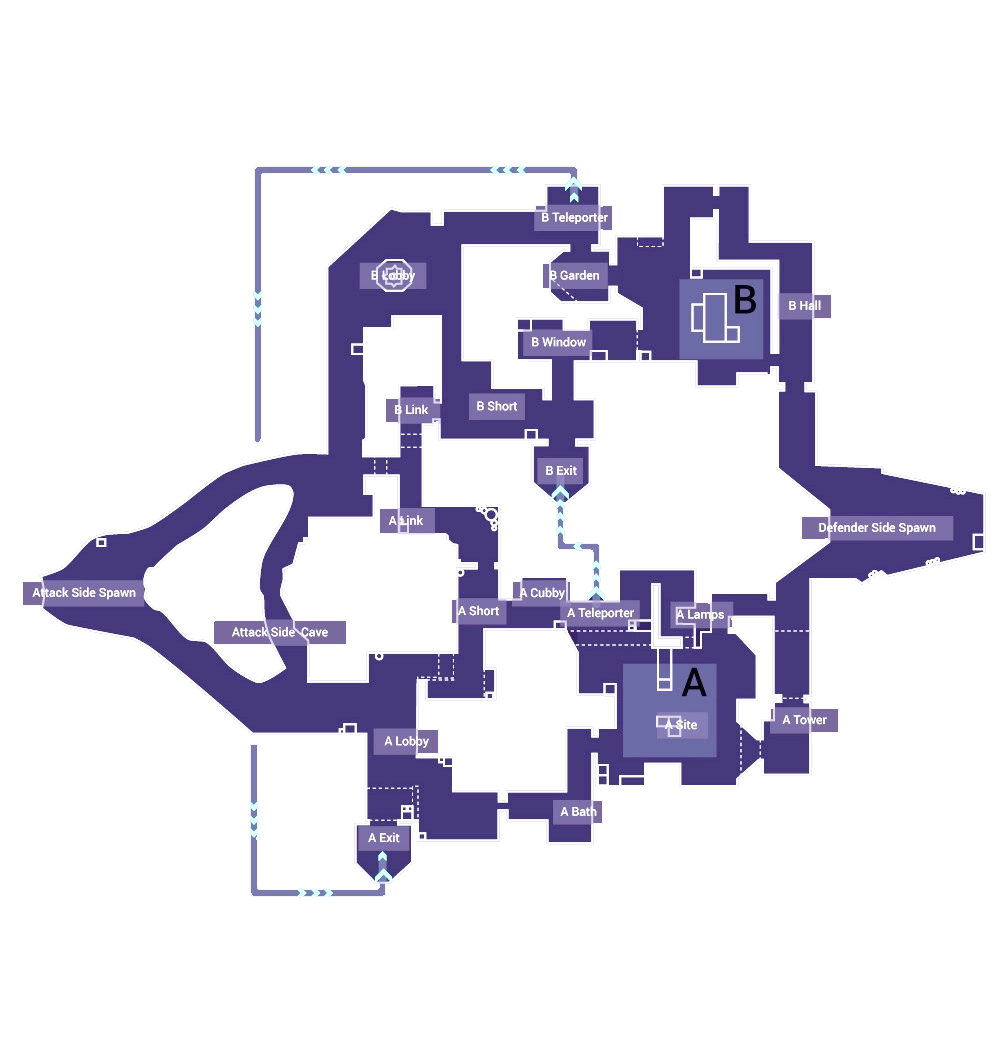 B Teleporter
B Lobby
B Garden
B
B Hall
B Window
B Link
B Short
B Exit
A Link
Defender Side Spawn
Attack Side Spawn
A Cubby
A Short
A Teleporter
A Lamps
Attack Side Cave
A
A Site
A Tower
A Lobby
A Bath
A Exit